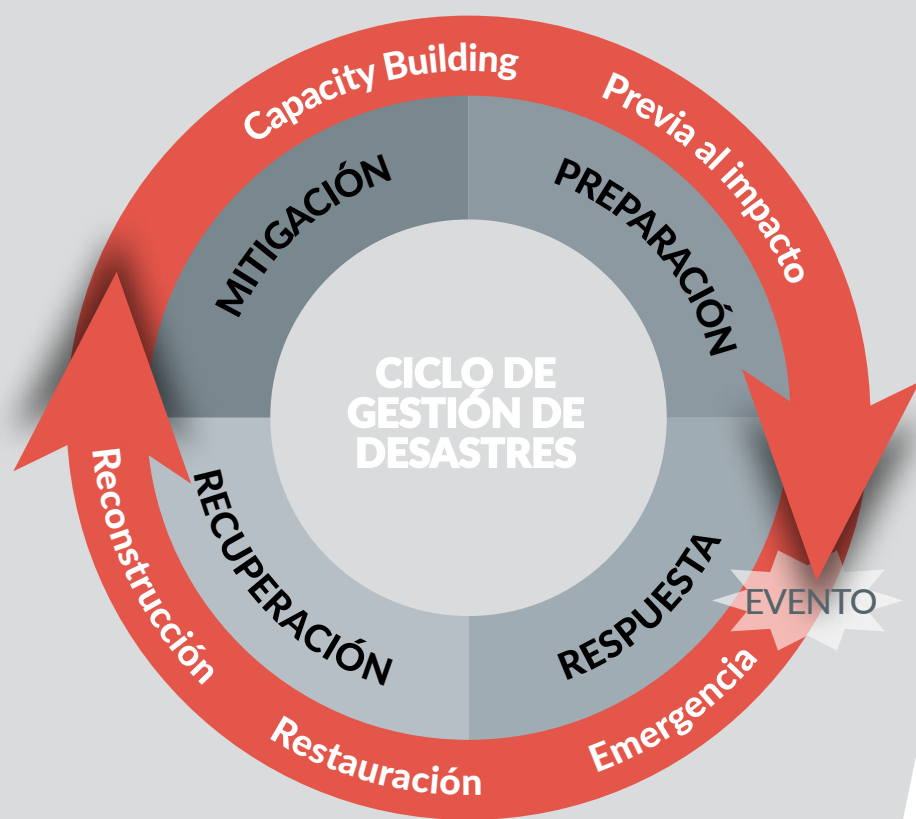 Capacity Building
Previa al impacto
MITIGACIÓN
PREPARACIÓN
CICLO DE
GESTIÓN DE
DESASTRES
RECUPERACIÓN
RESPUESTA
EVENTO
Reconstrucción
Restauración
Emergencia